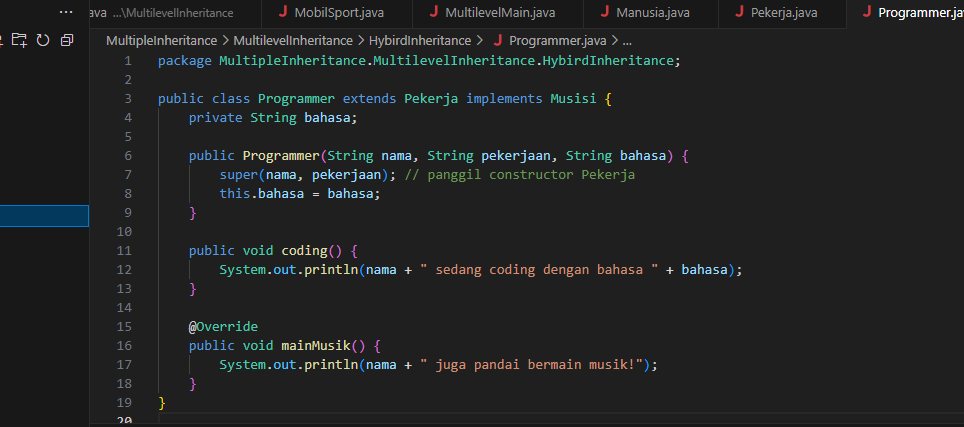 ava ...\MultilevelInheritance J MobilSport.java J MultilevelMain.java J Manusia.java J Pekerja.java J Programmer.ja
MultipleInheritance > MultilevelInheritance > HybirdInheritance > J Programmer.java > ...
1 package MultipleInheritance.MultilevelInheritance.HybirdInheritance;
2
3 public class Programmer extends Pekerja implements Musisi {
4 private String bahasa;
5
6 public Programmer(String nama, String pekerjaan, String bahasa) {
7 super(nama, pekerjaan); // panggil constructor Pekerja
8 this.bahasa = bahasa;
9 }
10
11 public void coding() {
12 System.out.println(nama + " sedang coding dengan bahasa " + bahasa);
13 }
14
15 @Override
16 public void mainMusik() {
17 System.out.println(nama + " juga pandai bermain musik!");
18 }
19 }
20